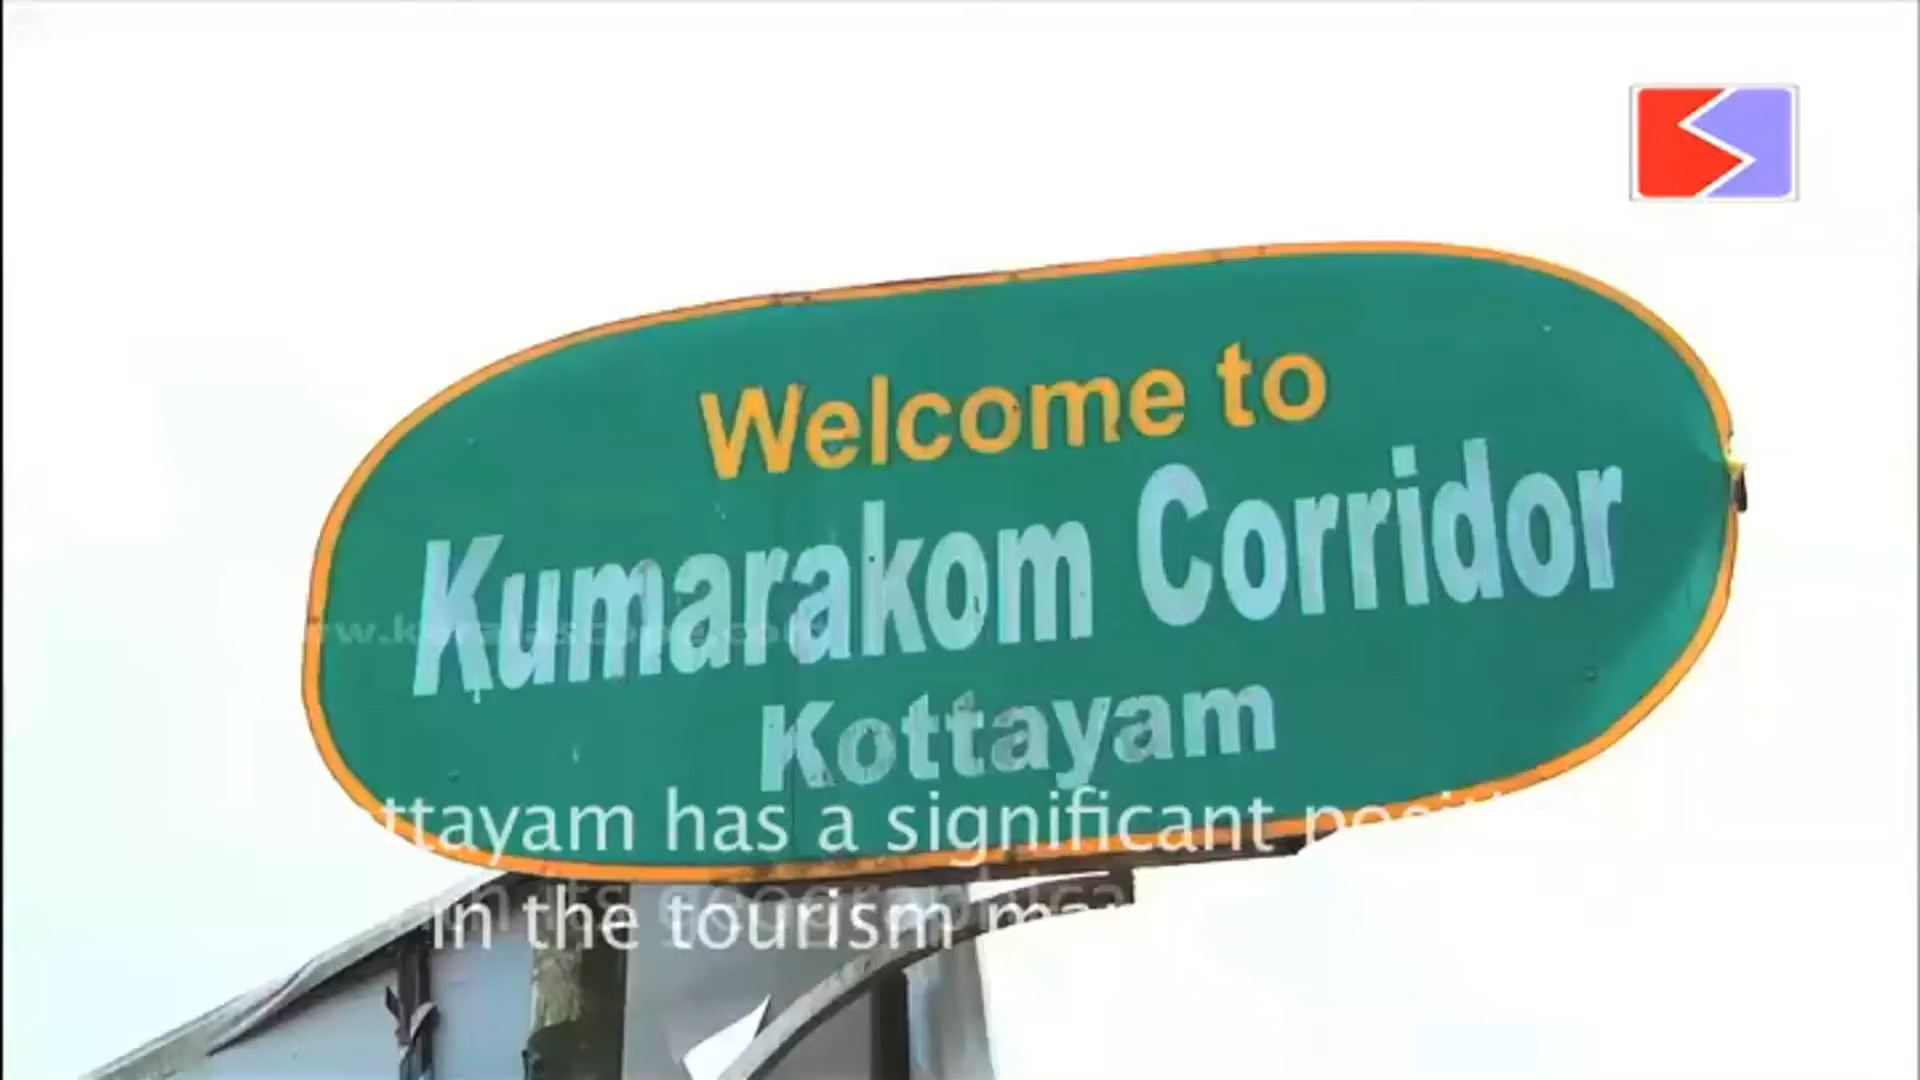 Welcome to
Kumarakom Corridor
Kottayam
ttayam has a significant
in the tourism